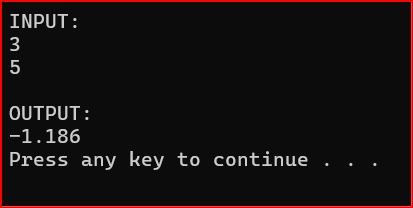 INPUT:
3
5
OUTPUT:
-1.186
Press any key to continue . . .